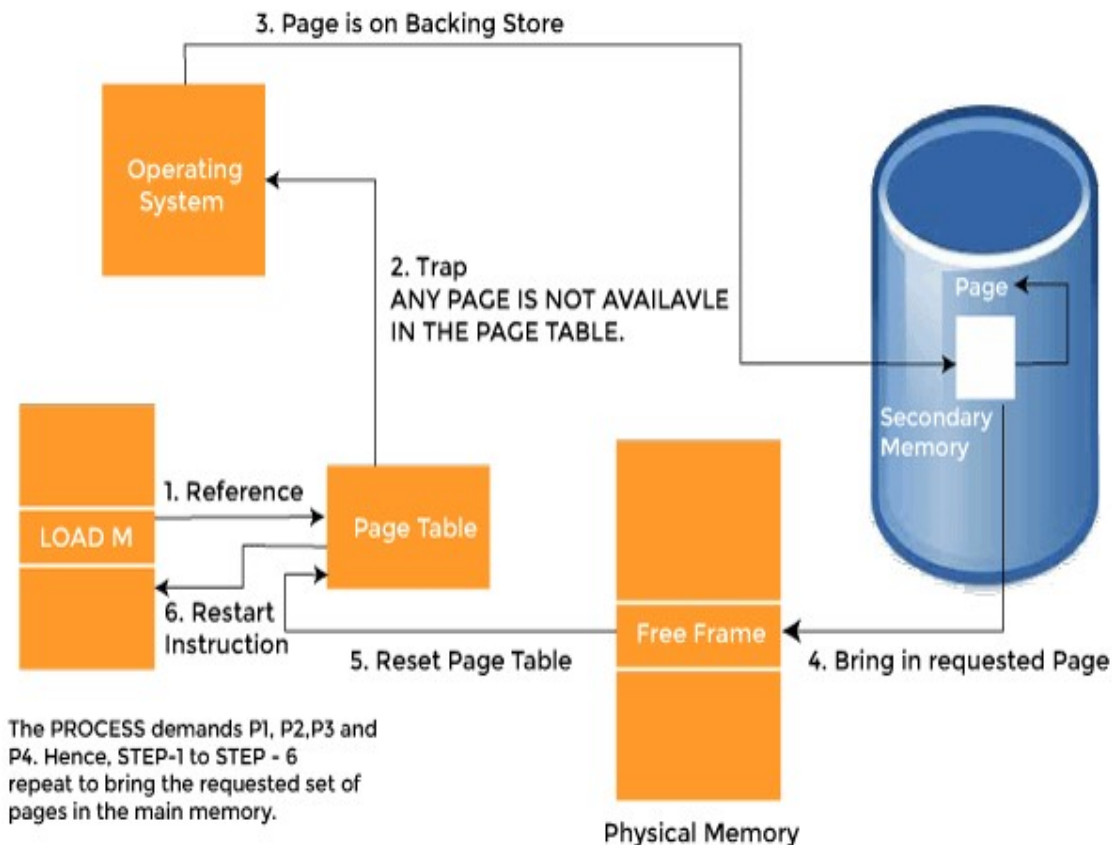 3. Page is on Backing Store
Operating
System
2. Trap
ANY PAGE IS NOT AVAILAVLE
IN THE PAGE TABLE.
Page
Secondary
Memory
1. Reference
LOAD M
Page Table
6. Restart
Instruction
Free Frame
5. Reset Page Table
4. Bring in requested Page
The PROCESS demands P1, P2,P3 and
P4. Hence, STEP-1 to STEP - 6
repeat to bring the requested set of
pages in the main memory.
Physical Memory